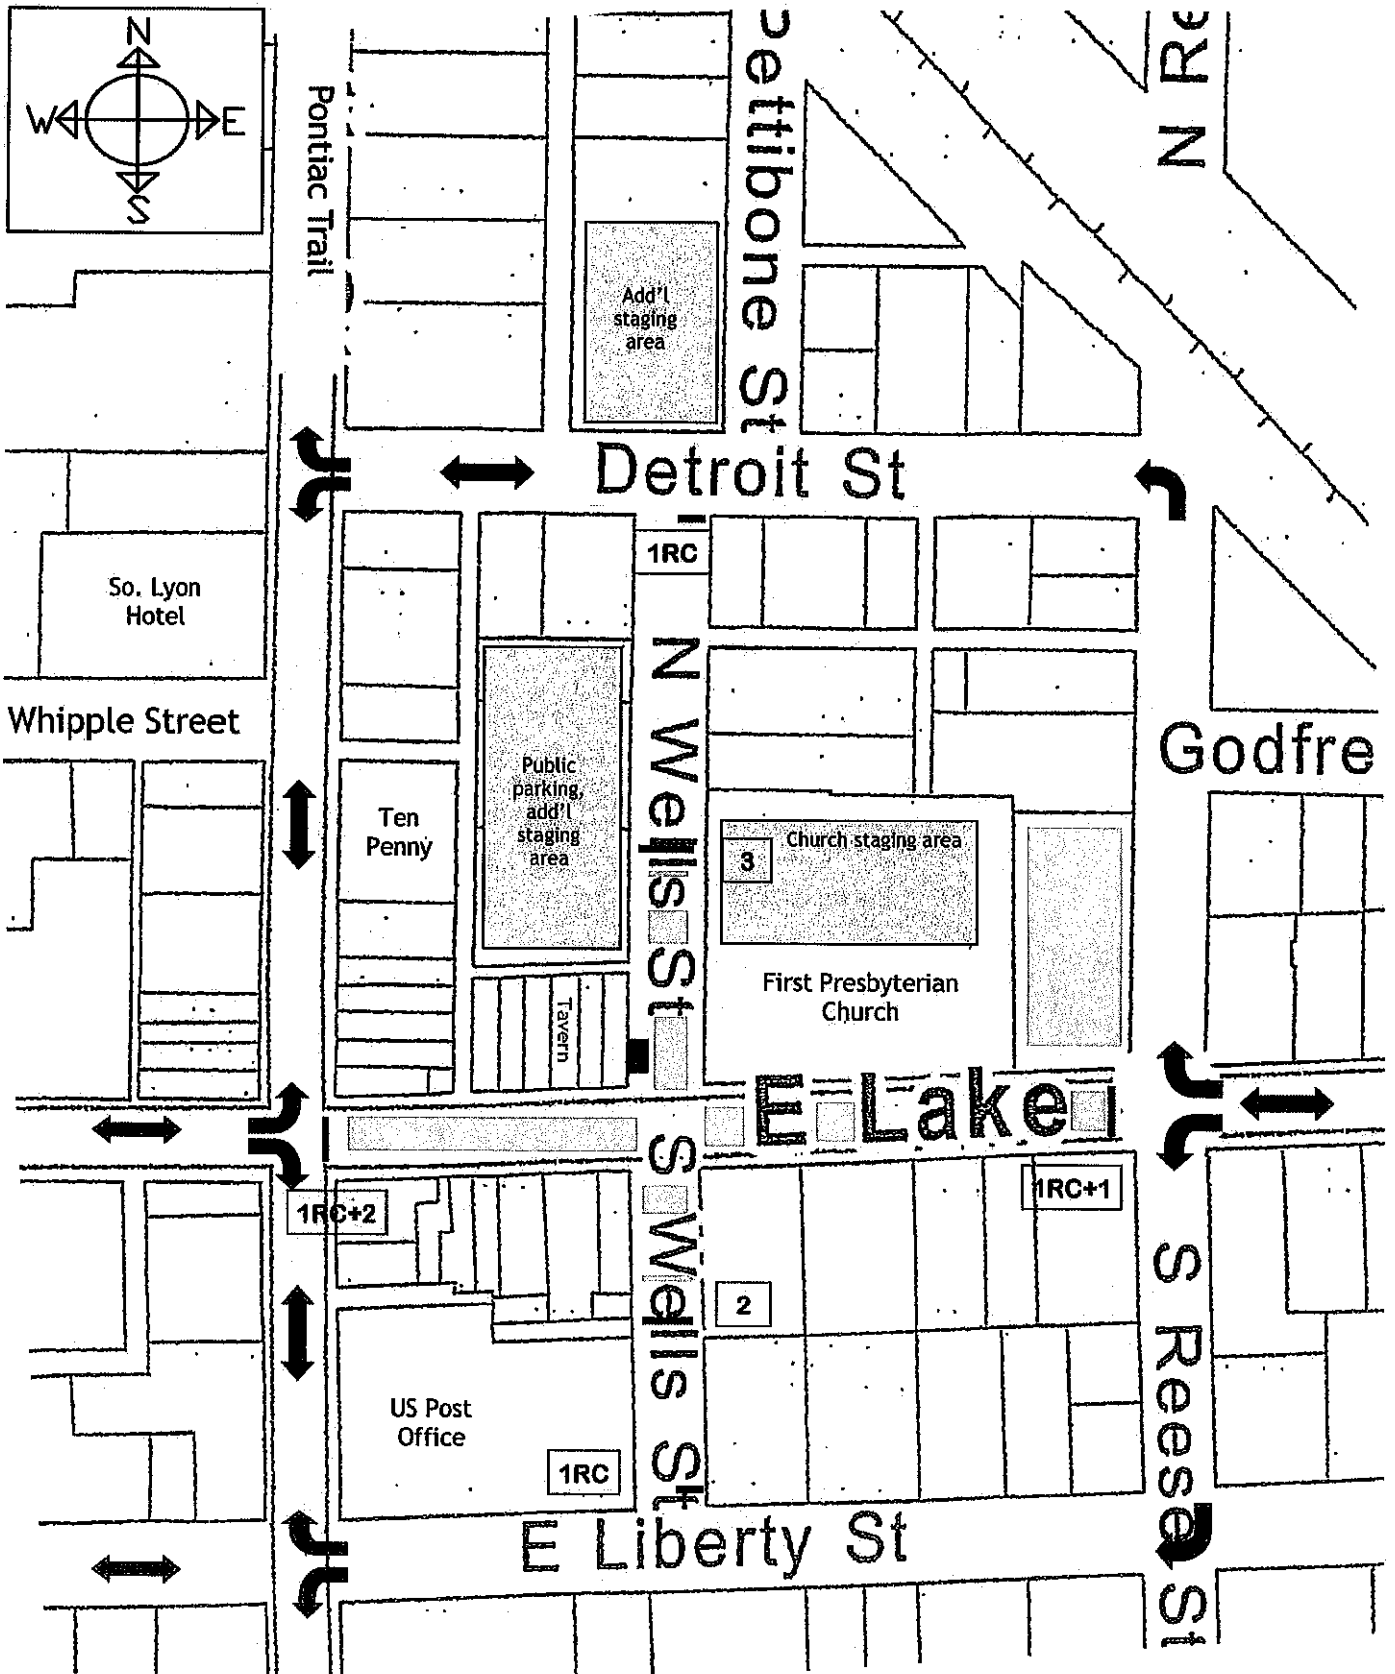 N
W E
S
Pontiac Trail
Pettibone St
N Re
Add'l
staging
area
Detroit St
1RC
So. Lyon
Hotel
N Wells St
Whipple Street
Godfre
Public
parking,
add'l
staging
area
Ten
Penny
3
Church staging area
First Presbyterian
Church
Tavern
E Lake
1RC+2
1RC+1
S Wells St
2
S Reese St
US Post
Office
1RC
E Liberty St